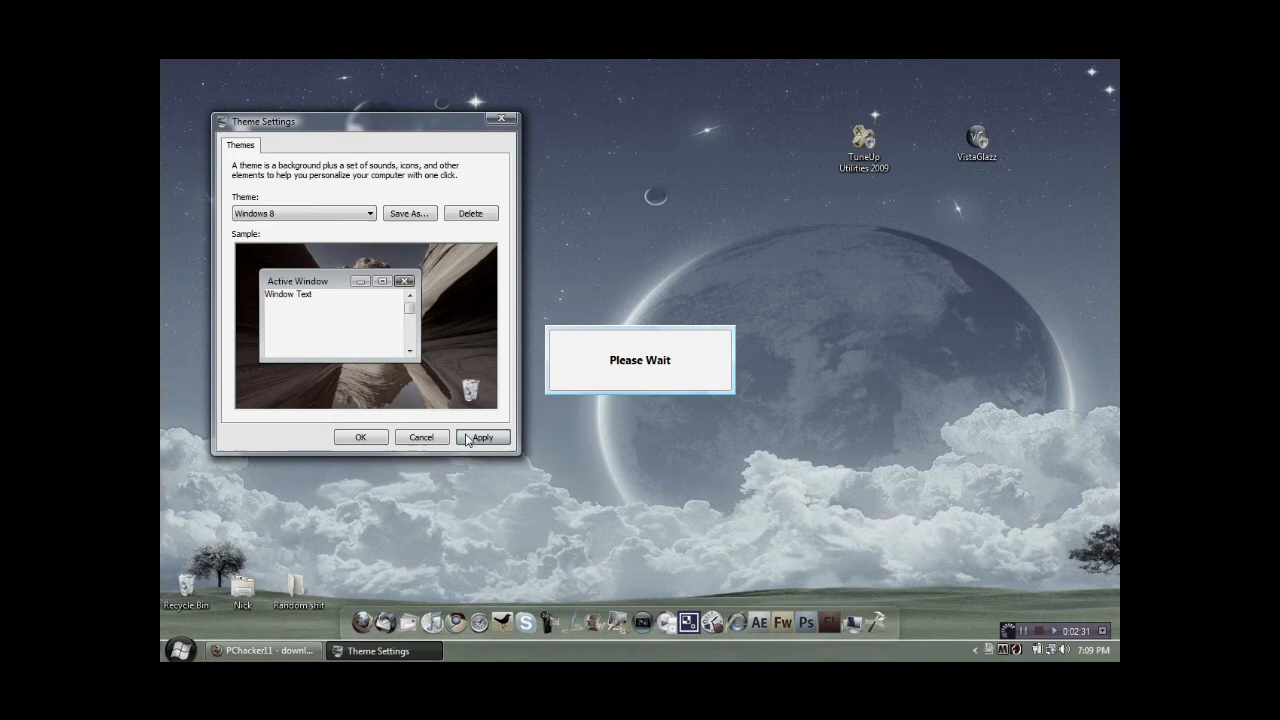 Theme Settings
Themes
A theme is a background plus a set of sounds, icons, and other
elements to help you personalize your computer with one click.
Theme:
Windows 8
Save As...
Delete
Sample:
Active Window
Window Text
OK
Cancel
Apply
Please Wait
TuneUp
Utilities 2009
VistaGlazz
Recycle Bin
Nick
Random shit
AE
Fw
Ps
0:02:31
PChacker11 - downl...
Theme Settings
7:09 PM